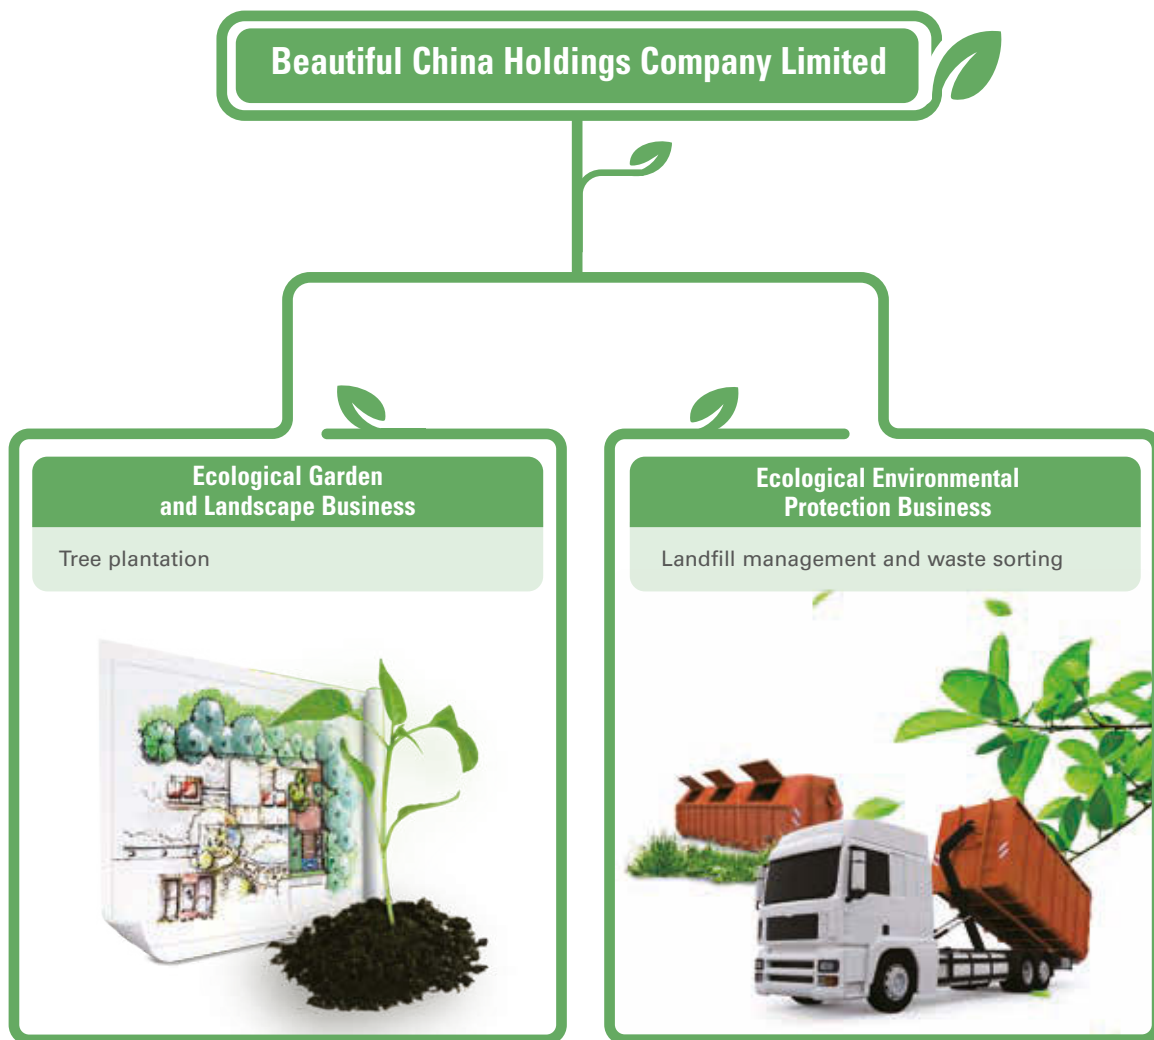 Beautiful China Holdings Company Limited
Ecological Garden
and Landscape Business
Tree plantation
Ecological Environmental
Protection Business
Landfill management and waste sorting